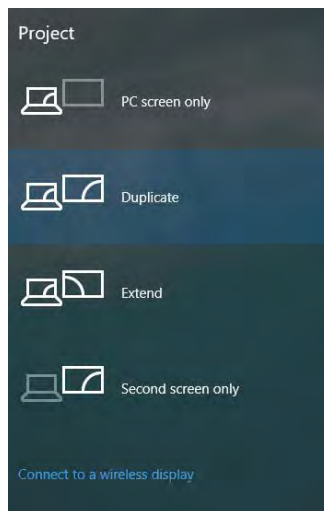 Project
PC screen only
Duplicate
Extend
Second screen only
Connect to a wireless display